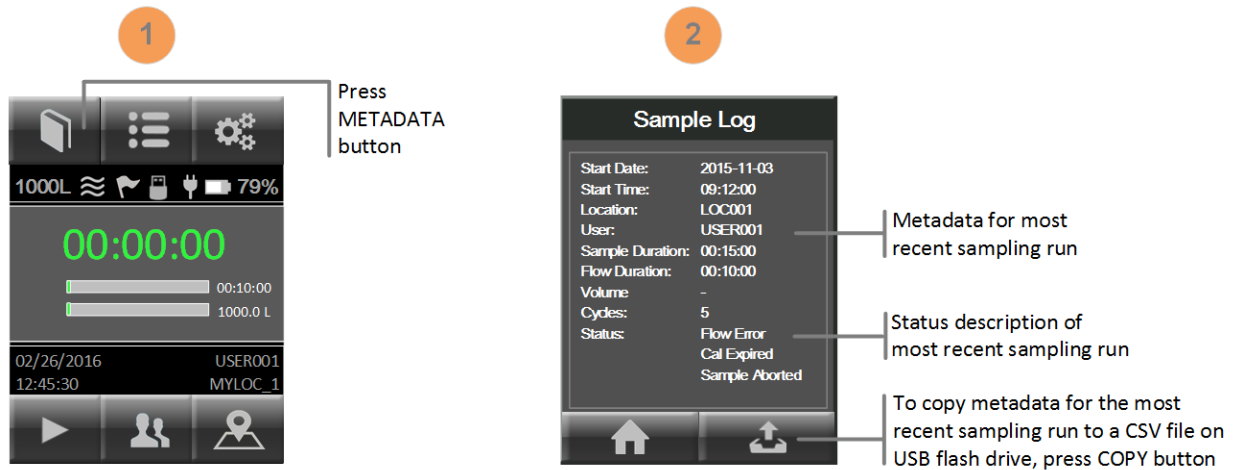 1
2
Press
METADATA
button
1000L 79%
00:00:00
00:10:00
1000.0 L
02/26/2016 USER001
12:45:30 MYLOC_1
Sample Log
Start Date: 2015-11-03
Start Time: 09:12:00
Location: LOC001
User: USER001
Sample Duration: 00:15:00
Flow Duration: 00:10:00
Volume -
Cycles: 5
Status: Flow Error
Cal Expired
Sample Aborted
Metadata for most
recent sampling run
Status description of
most recent sampling run
To copy metadata for the most
recent sampling run to a CSV file on
USB flash drive, press COPY button